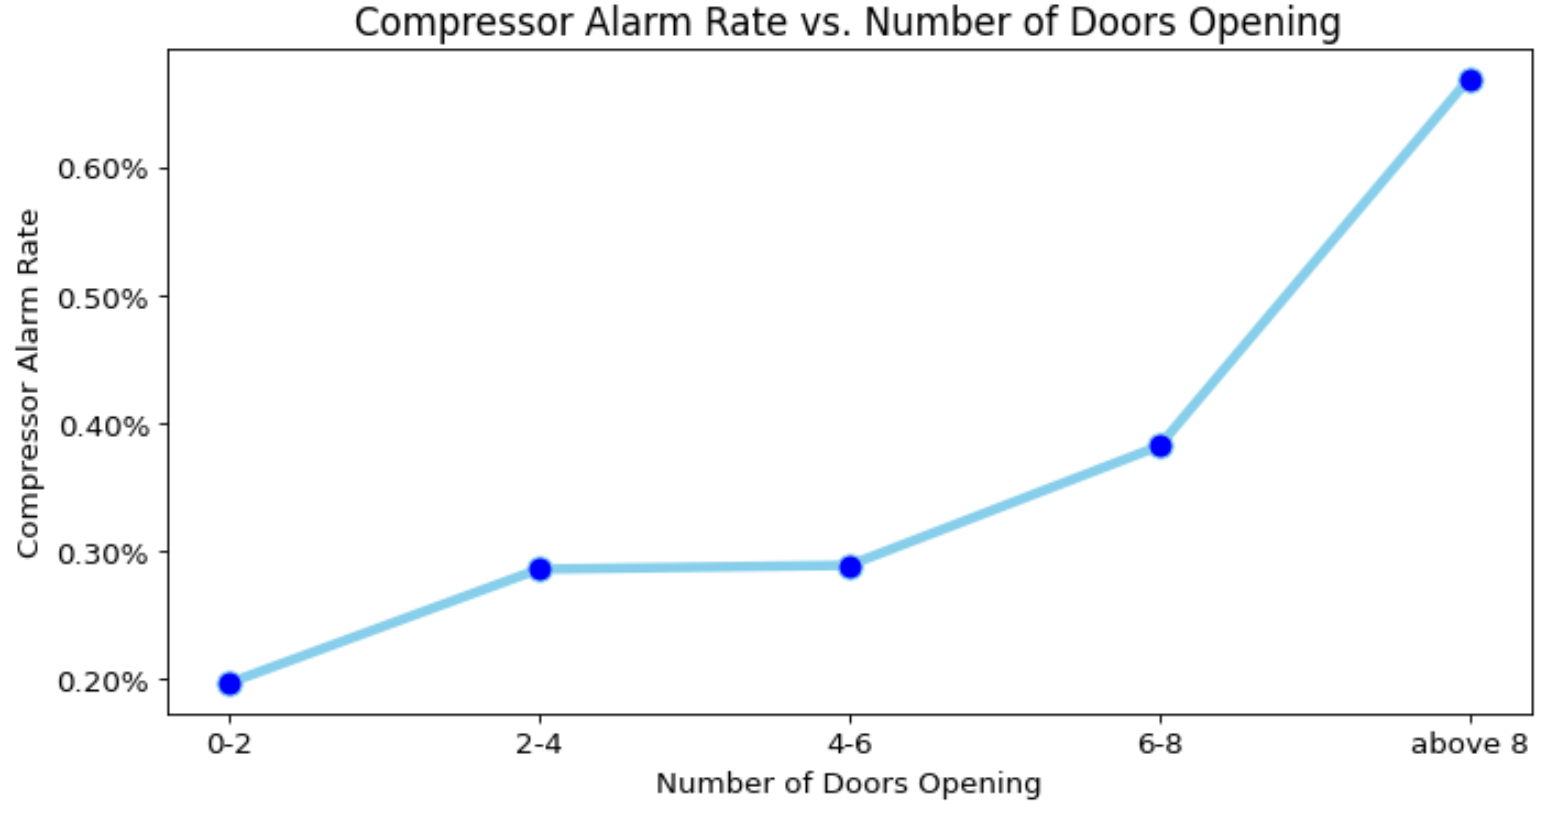 Compressor Alarm Rate vs. Number of Doors Opening
Compressor Alarm Rate
0.60%
0.50%
0.40%
0.30%
0.20%
0-2
2-4
4-6
6-8
above 8
Number of Doors Opening